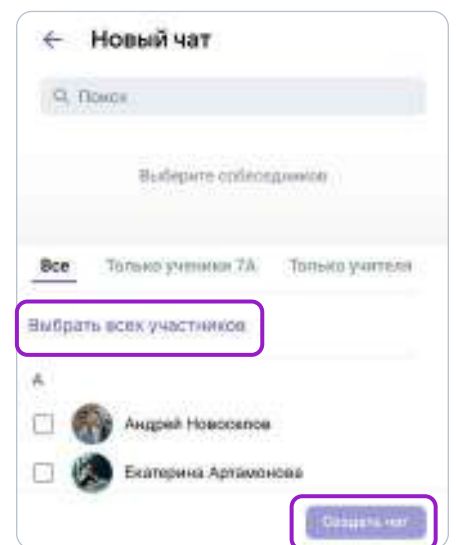 Новый чат
Поиск
Выберите собеседников
Все Только ученики 7А Только учителя
Выбрать всех участников
А
Андрей Новоселов
Екатерина Артамонова
Создать чат